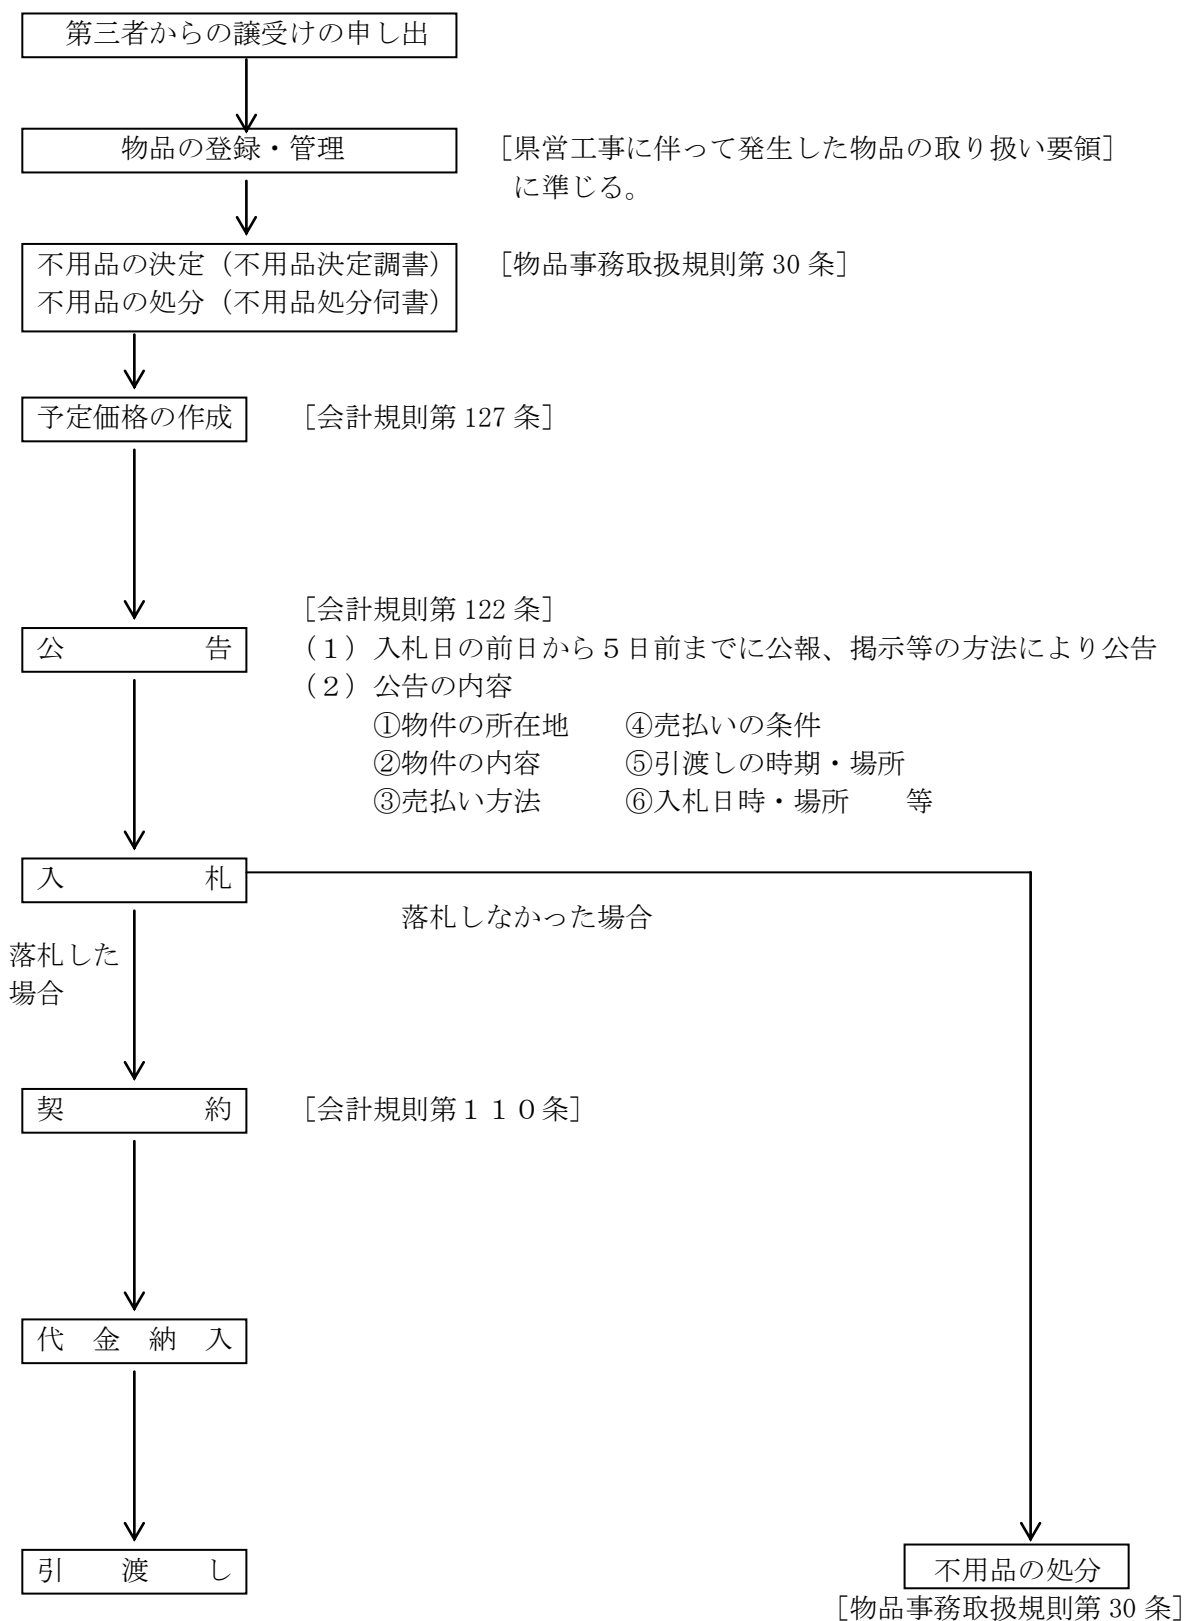 第三者からの譲受けの申し出
物品の登録・管理
［県営工事に伴って発生した物品の取り扱い要領］
に準じる。
不用品の決定（不用品決定調書）
不用品の処分（不用品処分伺書）
［物品事務取扱規則第 30 条］
予定価格の作成
［会計規則第 127 条］
［会計規則第 122 条］
公　　　　　告
（１）入札日の前日から５日前までに公報、掲示等の方法により公告
（２）公告の内容
①物件の所在地　　④売払いの条件
②物件の内容　　　⑤引渡しの時期・場所
③売払い方法　　　⑥入札日時・場所　　等
入　　　　　札
落札しなかった場合
落札した
場合
契　　　　　約
［会計規則第１１０条］
代　金　納　入
引　　渡　　し
不用品の処分
［物品事務取扱規則第 30 条］